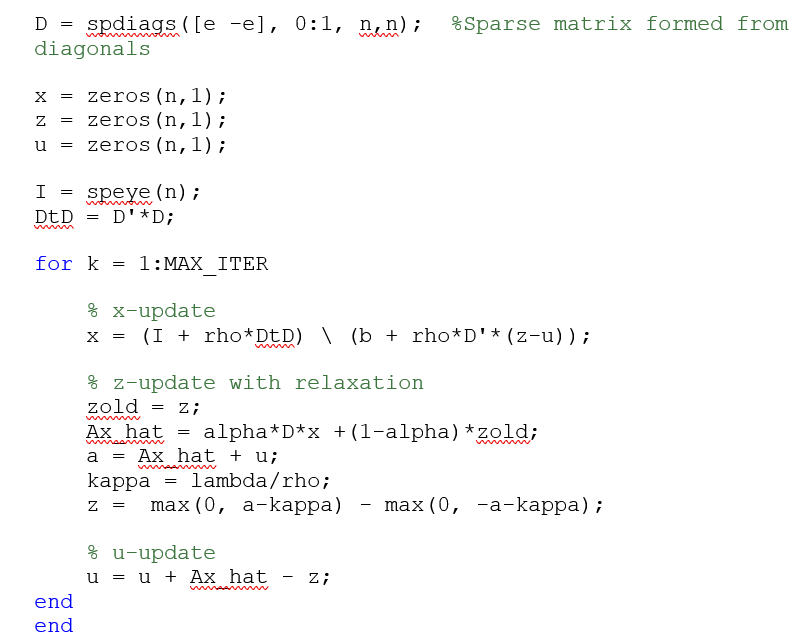 D = spdiags([e -e], 0:1, n,n);  %Sparse matrix formed from
diagonals
x = zeros(n,1);
z = zeros(n,1);
u = zeros(n,1);
I = speye(n);
DtD = D'*D;
for k = 1:MAX_ITER
% x-update
x = (I + rho*DtD) \ (b + rho*D'*(z-u));
% z-update with relaxation
zold = z;
Ax_hat = alpha*D*x +(1-alpha)*zold;
a = Ax_hat + u;
kappa = lambda/rho;
z =  max(0, a-kappa) - max(0, -a-kappa);
% u-update
u = u + Ax_hat - z;
end
end